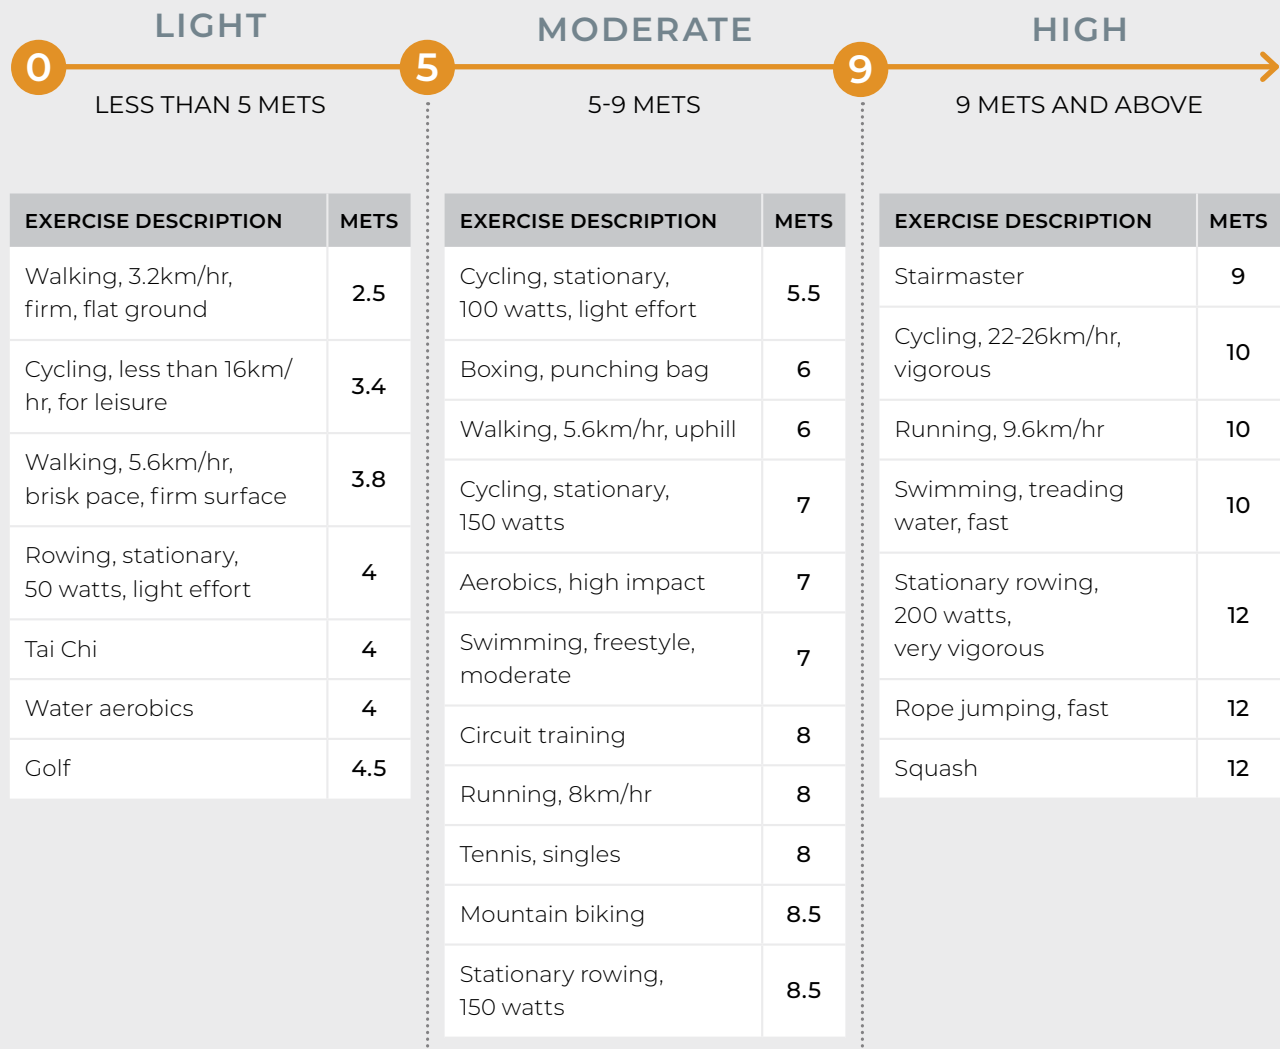 LIGHT
0
LESS THAN 5 METS
EXERCISE DESCRIPTION METS
Walking, 3.2km/hr,
firm, flat ground 2.5
Cycling, less than 16km/
hr, for leisure 3.4
Walking, 5.6km/hr,
brisk pace, firm surface 3.8
Rowing, stationary,
50 watts, light effort 4
Tai Chi 4
Water aerobics 4
Golf 4.5
MODERATE
5
5-9 METS
EXERCISE DESCRIPTION METS
Cycling, stationary,
100 watts, light effort 5.5
Boxing, punching bag 6
Walking, 5.6km/hr, uphill 6
Cycling, stationary,
150 watts 7
Aerobics, high impact 7
Swimming, freestyle,
moderate 7
Circuit training 8
Running, 8km/hr 8
Tennis, singles 8
Mountain biking 8.5
Stationary rowing,
150 watts 8.5
HIGH
9
9 METS AND ABOVE
EXERCISE DESCRIPTION METS
Stairmaster 9
Cycling, 22-26km/hr,
vigorous 10
Running, 9.6km/hr 10
Swimming, treading
water, fast 10
Stationary rowing,
200 watts,
very vigorous 12
Rope jumping, fast 12
Squash 12